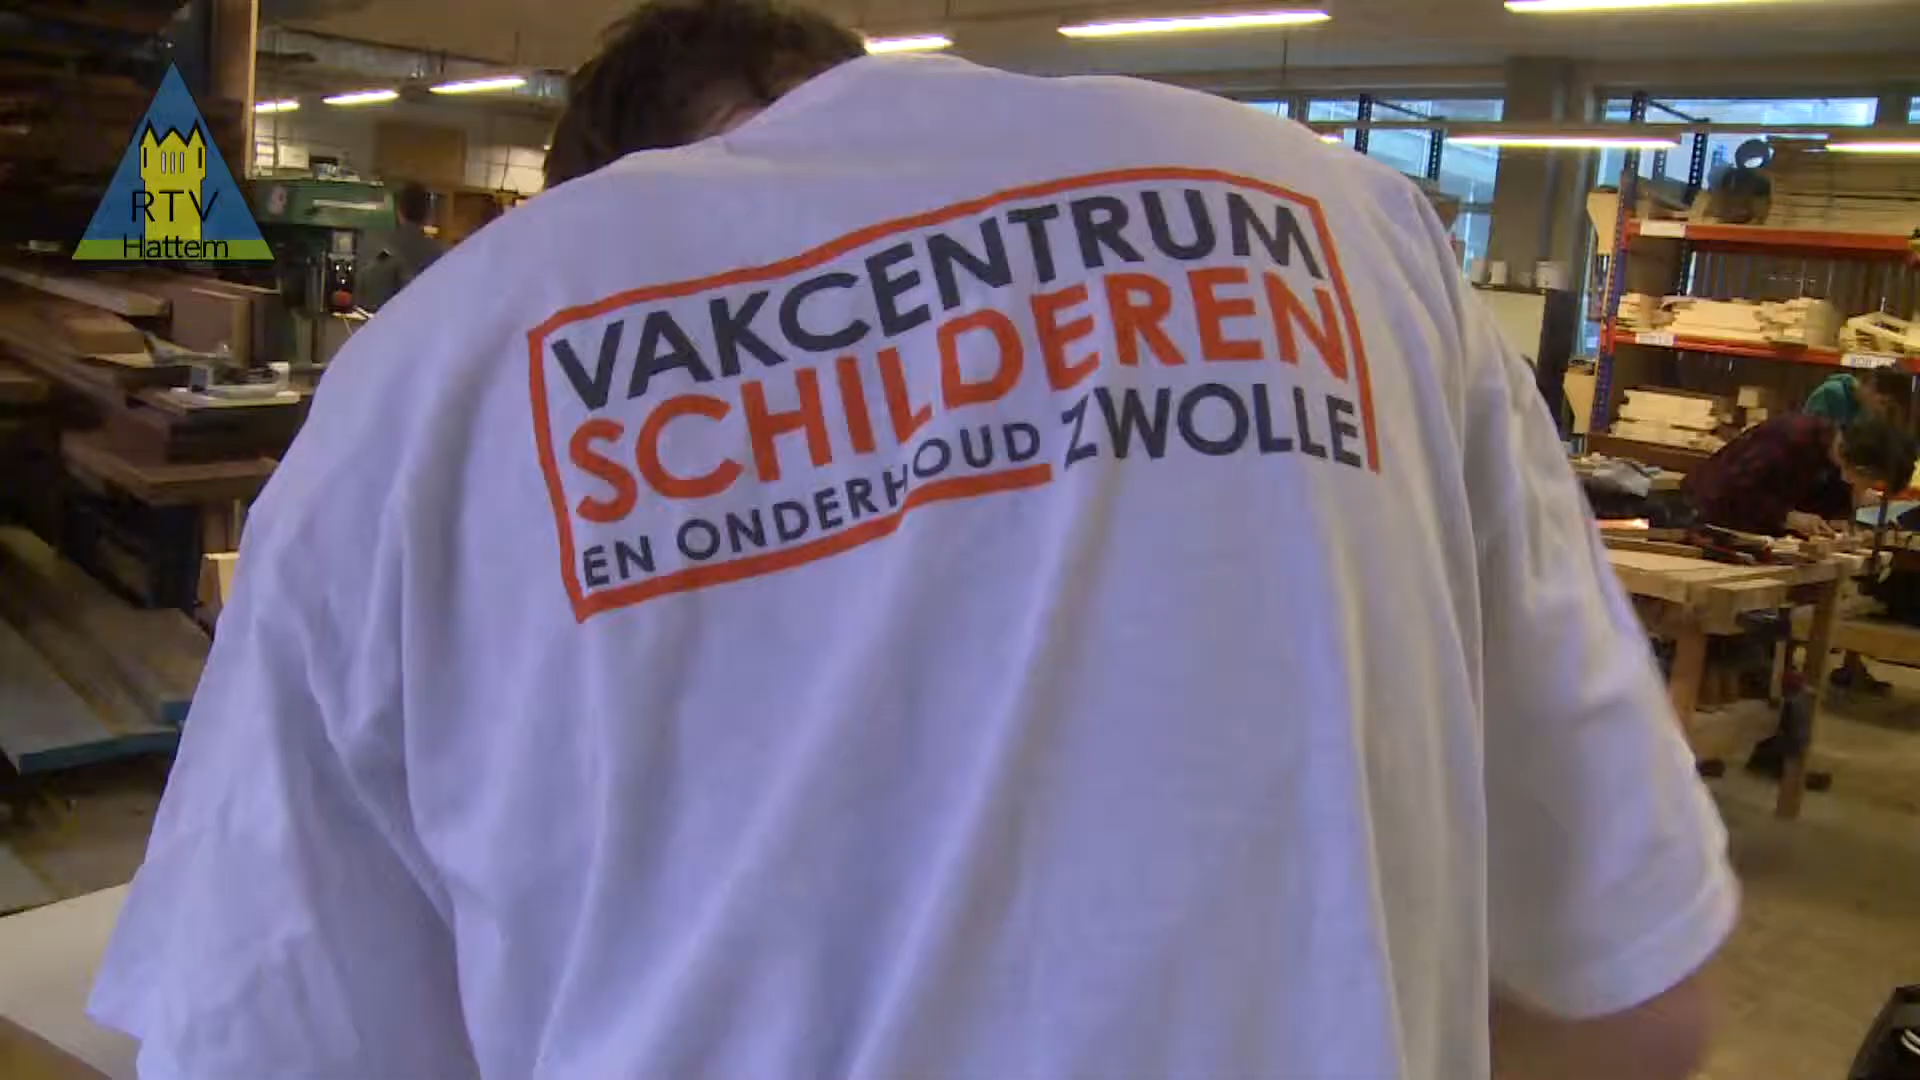 RTV
Hattem
VAKCENTRUM
SCHILDEREN
EN ONDERHOUD ZWOLLE